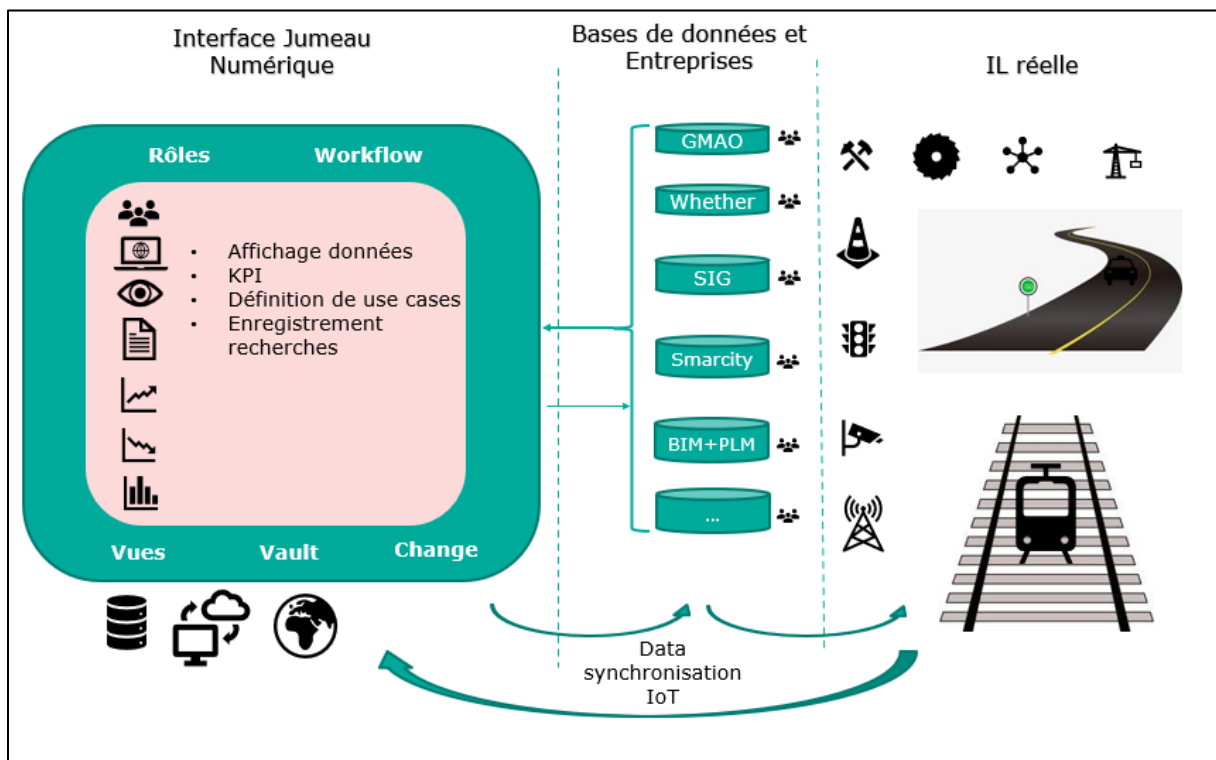 Interface Jumeau
Numérique
Bases de données et
Entreprises
IL réelle
Rôles
Workflow
• Affichage données
• KPI
• Définition de use cases
• Enregistrement
recherches
Vues
Vault
Change
GMAO
Whether
SIG
Smarcity
BIM+PLM
...
Data
synchronisation
IoT